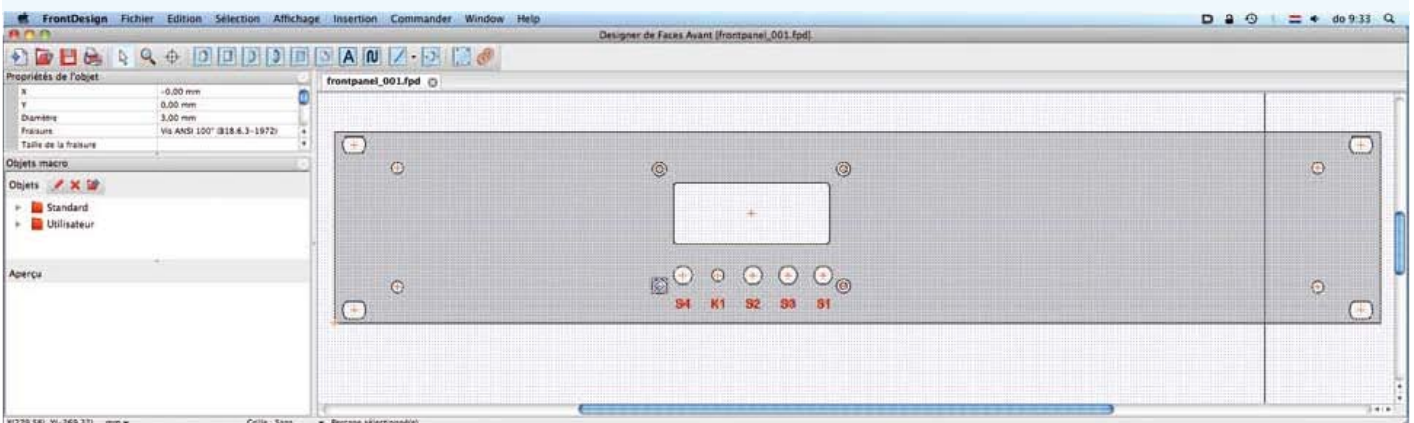 FrontDesign Fichier Edition Sélection Affichage Insertion Commander Window Help do 9:33
Designer de Faces Avant [frontpanel_001.fpd]
Propriétés de l'objet
frontpanel_001.fpd
X -0,00 mm
Y 0,00 mm
Diamètre 3,00 mm
Fraisure Vis ANSI 100° (B18.6.3-1972)
Taille de la fraisure
Objets macro
Objets
Standard
Utilisateur
Aperçu
S4 K1 S2 S3 S1
mm